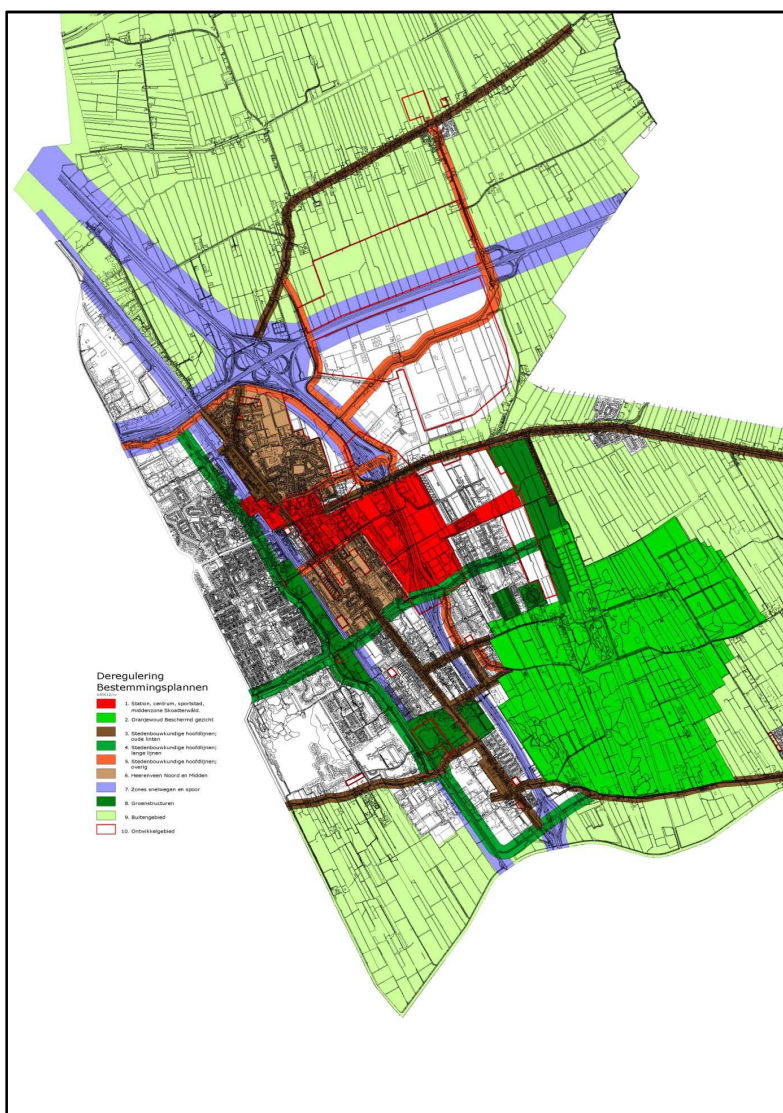 Deregulering
Bestemmingsplannen
1. Station, centrum, sportstad,
middenzone Skoatterwâld.
2. Oranjewoud Beschermd gezicht
3. Stedenbouwkundige hoofdlijnen;
oude linten
4. Stedenbouwkundige hoofdlijnen;
lange lijnen
5. Stedenbouwkundige hoofdlijnen;
overig
6. Heerenveen Noord en Midden
7. Zones snelwegen en spoor
8. Groenstructuren
9. Buitengebied
10. Ontwikkelgebied